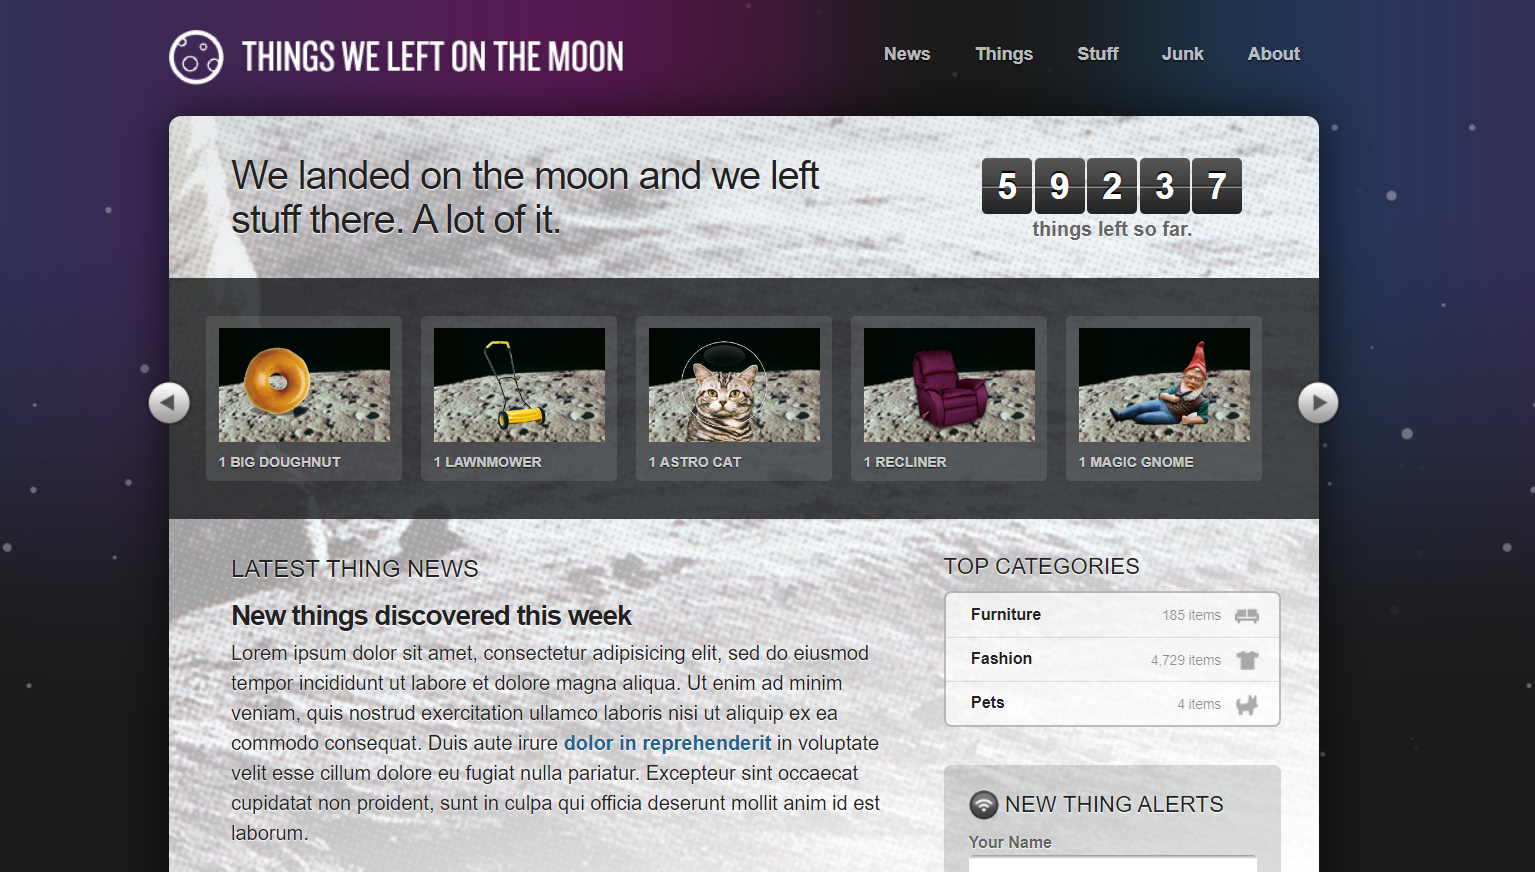 THINGS WE LEFT ON THE MOON
News
Things
Stuff
Junk
About
We landed on the moon and we left
stuff there. A lot of it.
5 9 2 3 7
things left so far.
1 BIG DOUGHNUT
1 LAWNMOWER
1 ASTRO CAT
1 RECLINER
1 MAGIC GNOME
LATEST THING NEWS
New things discovered this week
Lorem ipsum dolor sit amet, consectetur adipisicing elit, sed do eiusmod
tempor incididunt ut labore et dolore magna aliqua. Ut enim ad minim
veniam, quis nostrud exercitation ullamco laboris nisi ut aliquip ex ea
commodo consequat. Duis aute irure dolor in reprehenderit in voluptate
velit esse cillum dolore eu fugiat nulla pariatur. Excepteur sint occaecat
cupidatat non proident, sunt in culpa qui officia deserunt mollit anim id est
laborum.
TOP CATEGORIES
Furniture 185 items
Fashion 4,729 items
Pets 4 items
NEW THING ALERTS
Your Name